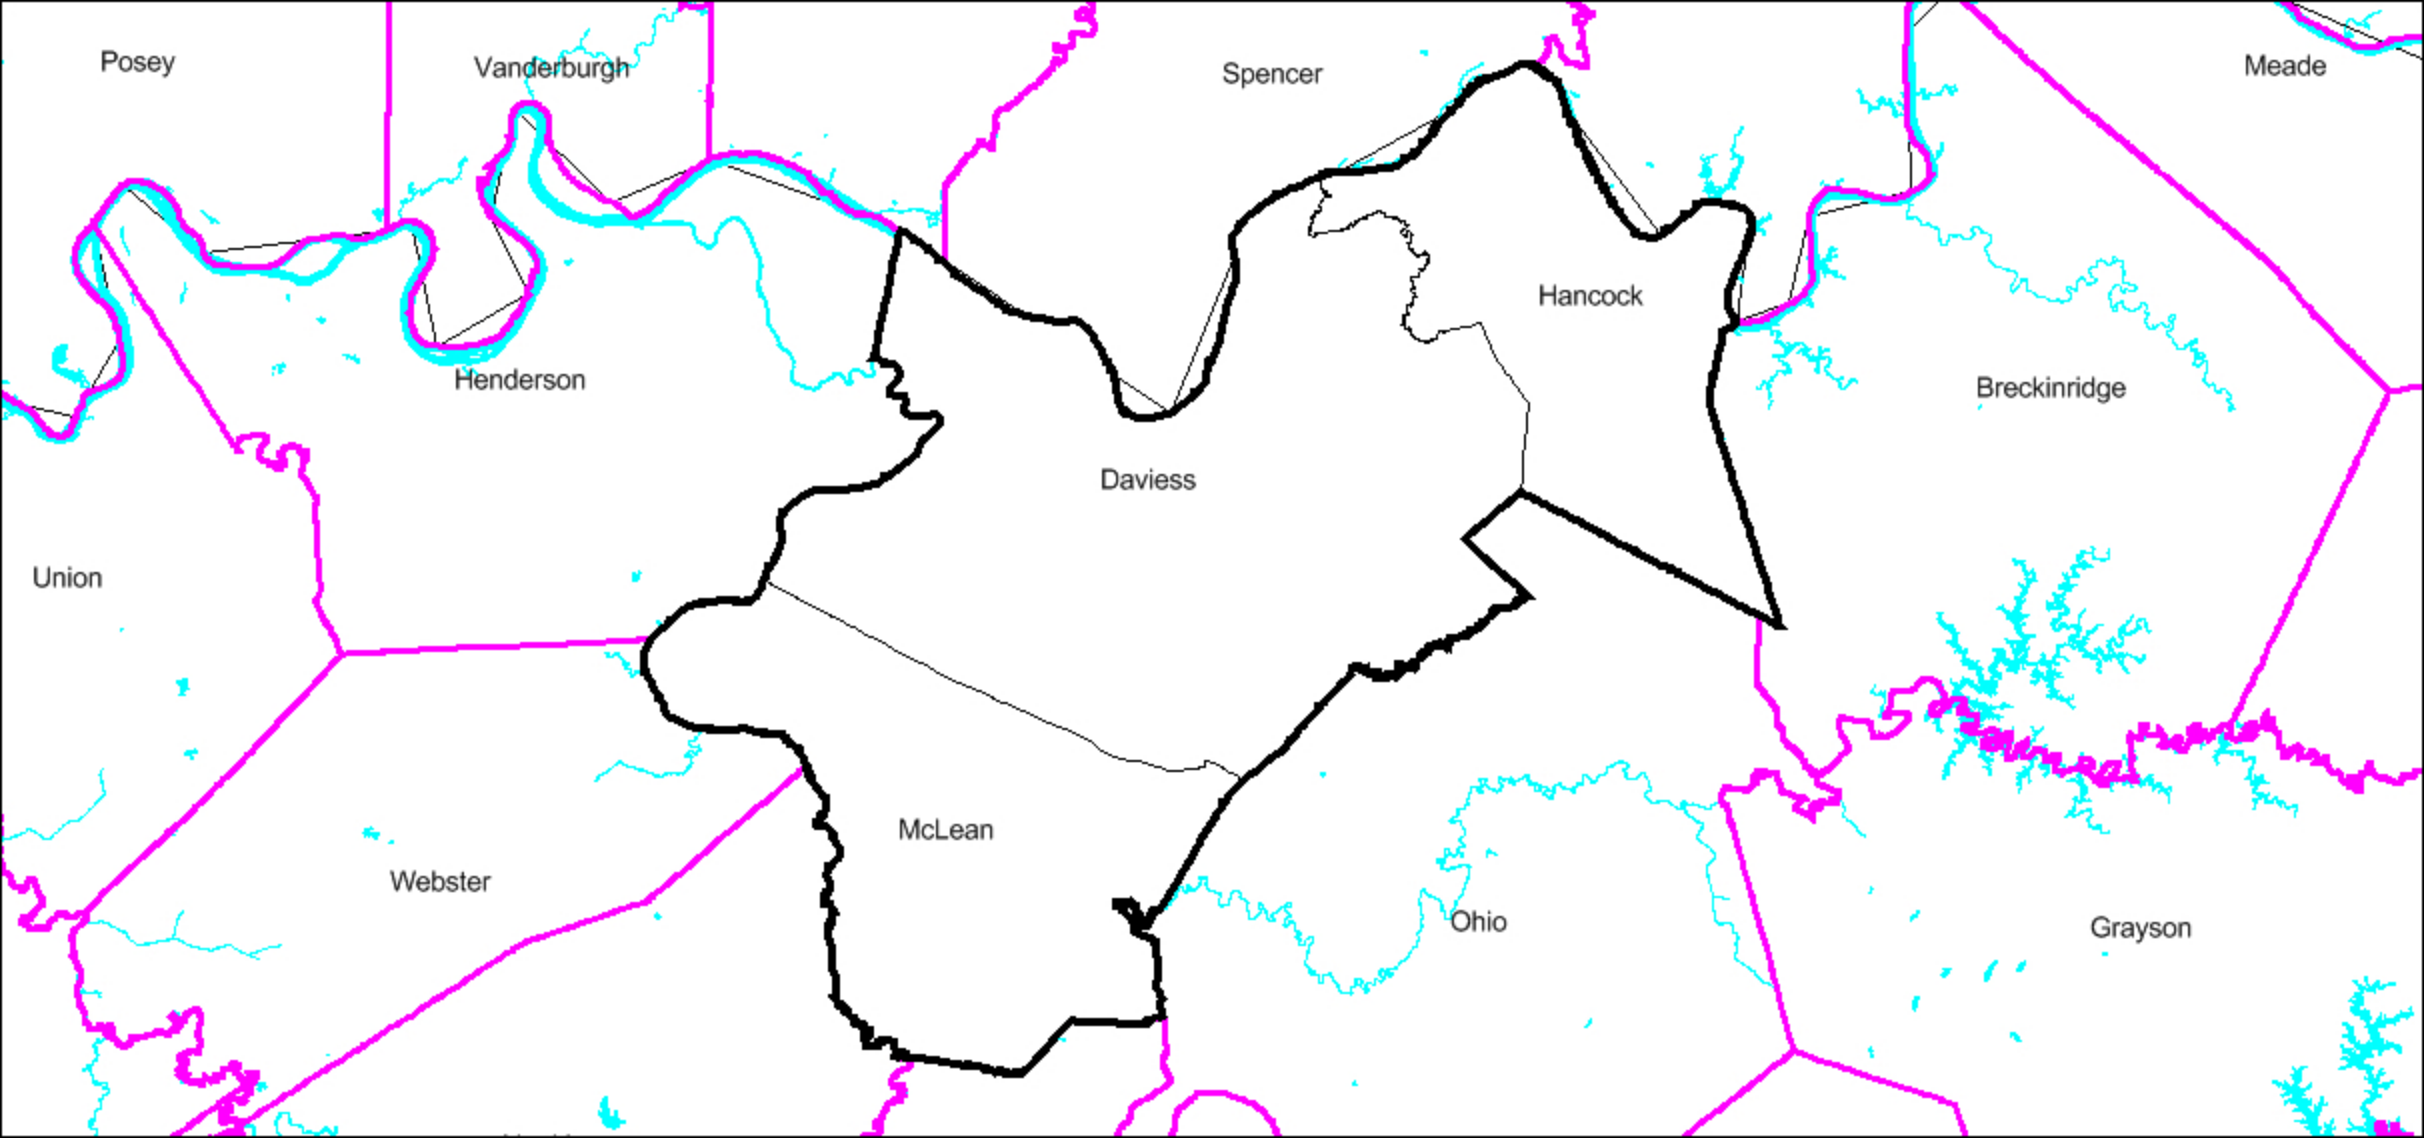 Posey
Vanderburgh
Spencer
Meade
Hancock
Henderson
Breckinridge
Daviess
Union
McLean
Webster
Ohio
Grayson